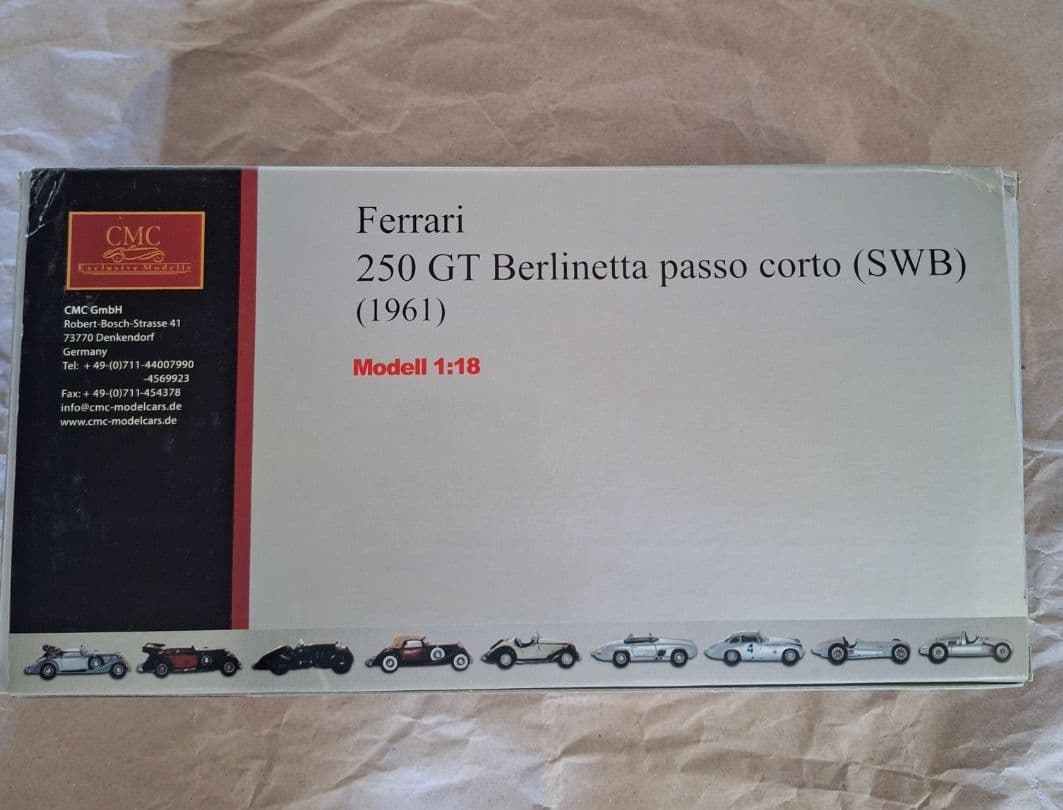 CMC
Exclusive Modelle
CMC GmbH
Robert-Bosch-Strasse 41
73770 Denkendorf
Germany
Tel: + 49-(0)711-44007990
-4569923
Fax: + 49-(0)711-454378
info@cmc-modelcars.de
www.cmc-modelcars.de
Ferrari
250 GT Berlinetta passo corto (SWB)
(1961)
Modell 1:18
4